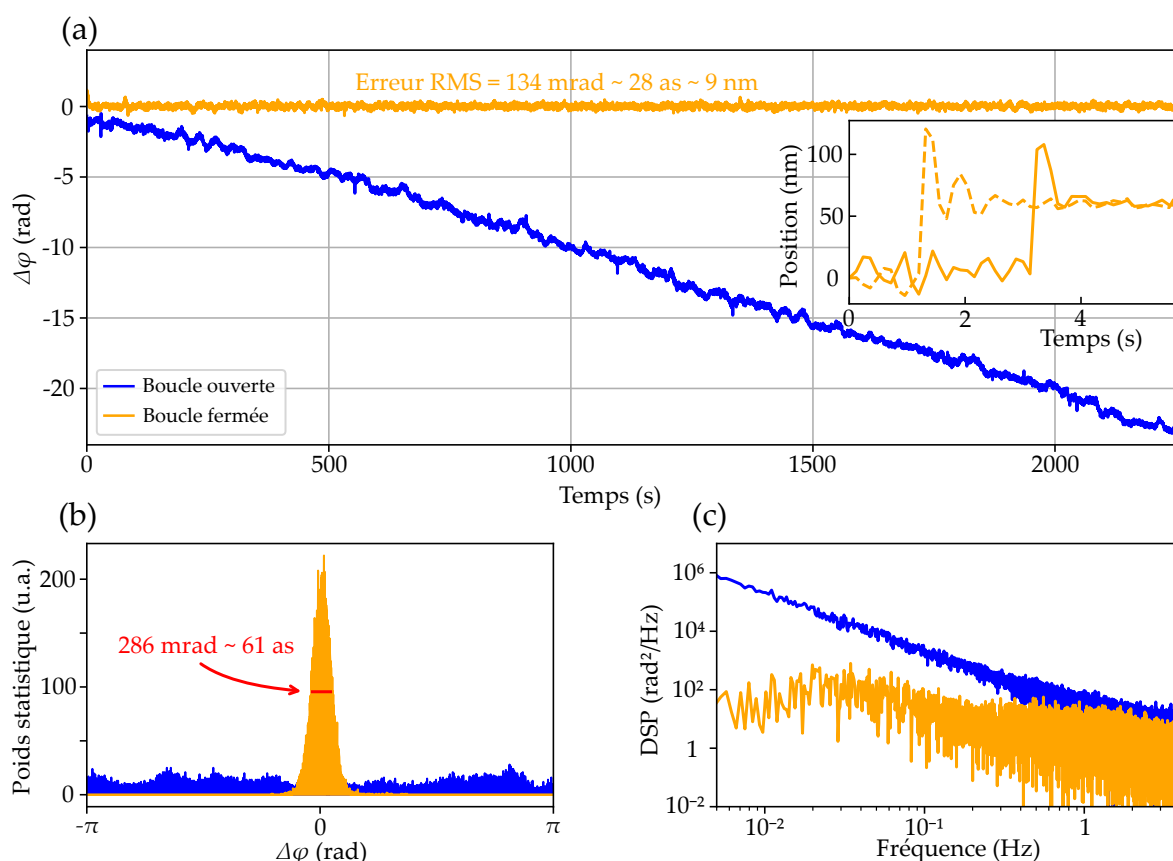 (a)
Erreur RMS = 134 mrad ~ 28 as ~ 9 nm
0
-5
-10
-15
-20
Δφ (rad)
Boucle ouverte
Boucle fermée
0
500
1000
1500
2000
Temps (s)
100
50
0
Position (nm)
0
2
4
Temps (s)
(b)
200
100
0
Poids statistique (u.a.)
286 mrad ~ 61 as
-π
0
π
Δφ (rad)
(c)
10⁶
10⁴
10²
1
10⁻²
DSP (rad²/Hz)
10⁻²
10⁻¹
1
Fréquence (Hz)